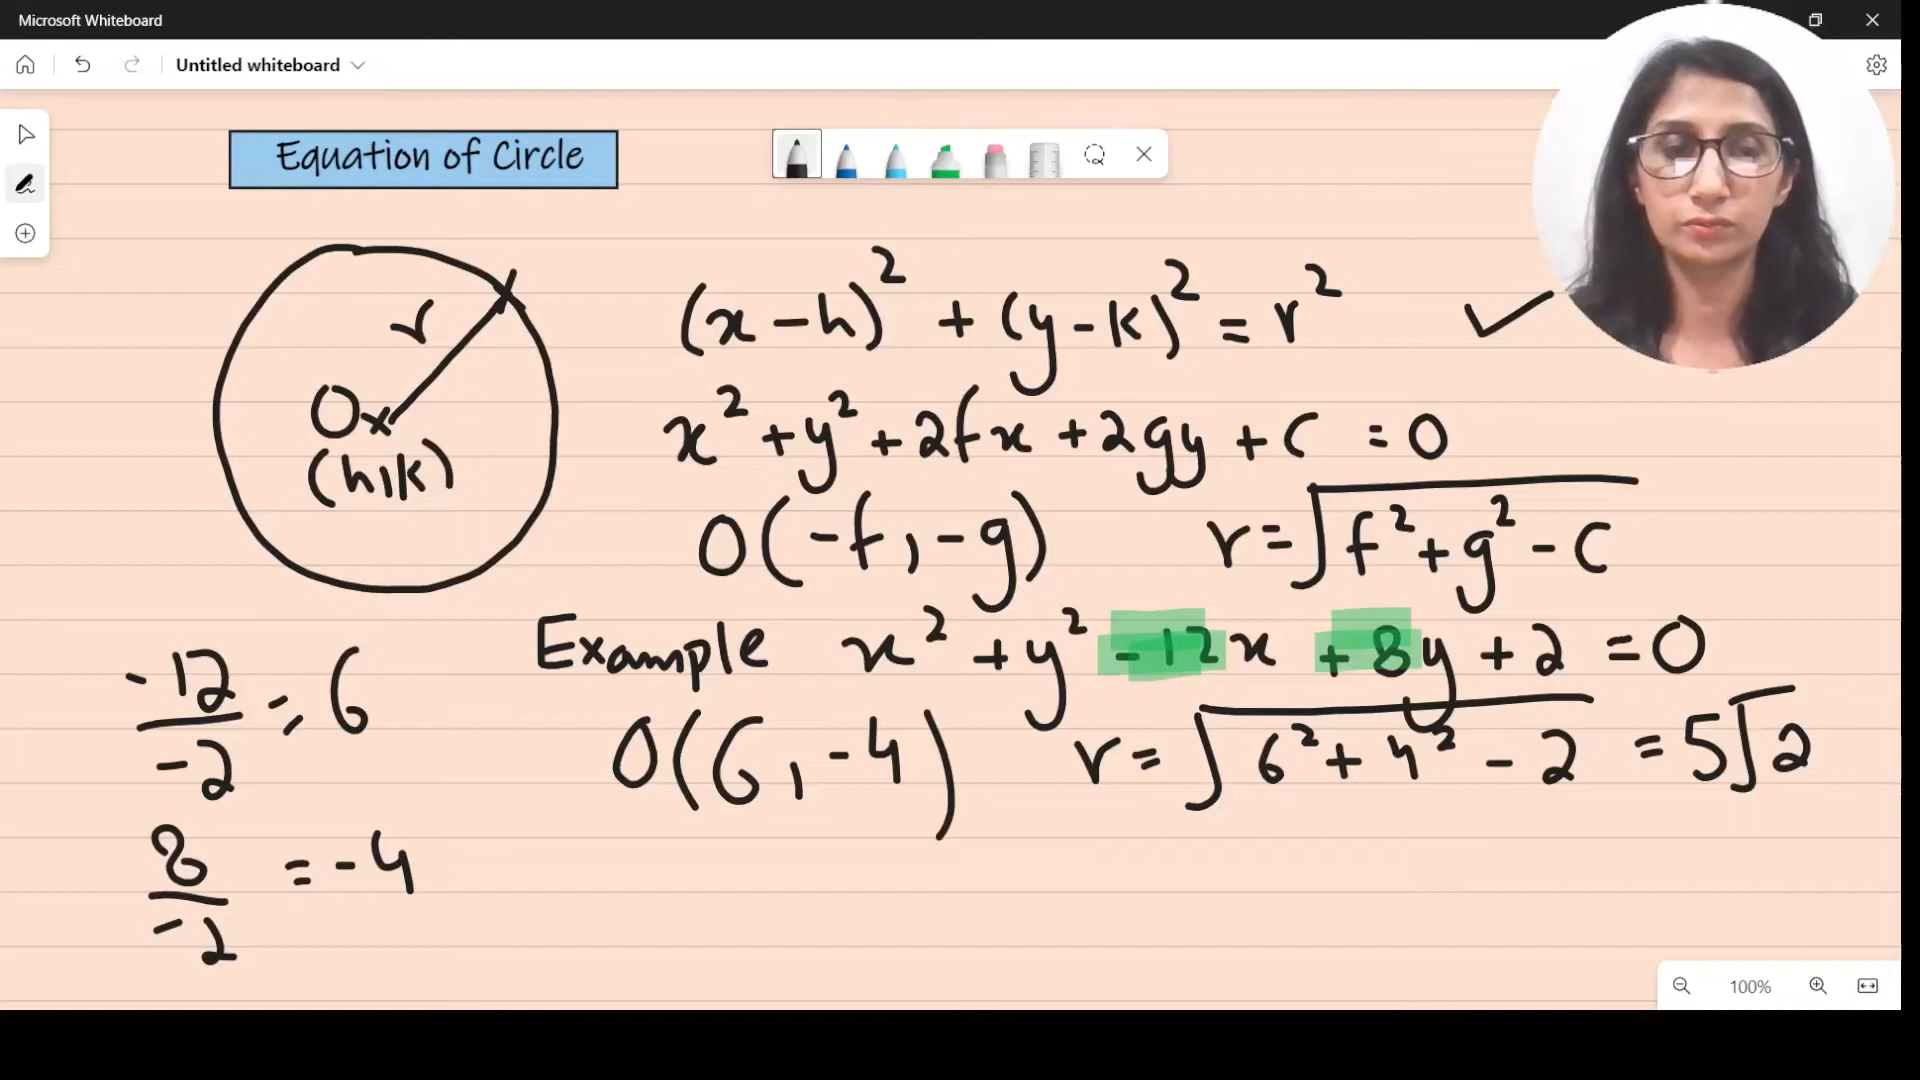 Microsoft Whiteboard
Untitled whiteboard
Equation of Circle
r
O
(h,k)
(x-h)² + (y-k)² = r²
x² + y² + 2fx + 2gy + c = 0
O(-f, -g) r = √(f² + g² - c)
Example x² + y² - 12x + 8y + 2 = 0
O(6, -4) r = √(6² + 4² - 2) = 5√2
-12/-2 = 6
8/-2 = -4
100%